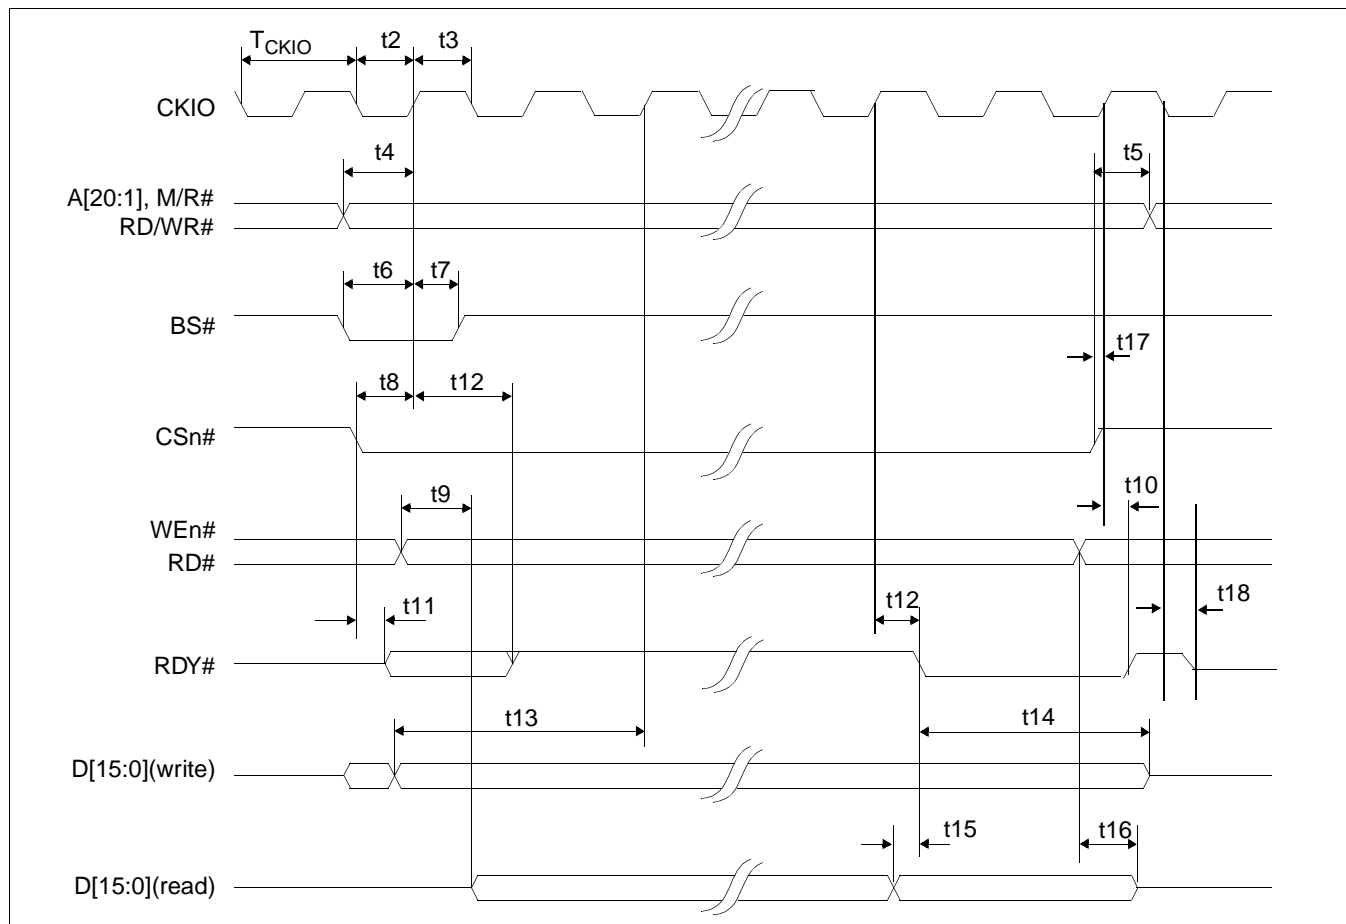 TCKIO t2 t3
CKIO
t4 t5
A[20:1], M/R#
RD/WR#
t6 t7
BS#
t17
t8 t12
CSn#
t9 t10
WEn#
RD#
t11 t12 t18
RDY#
t13 t14
D[15:0](write)
t15 t16
D[15:0](read)